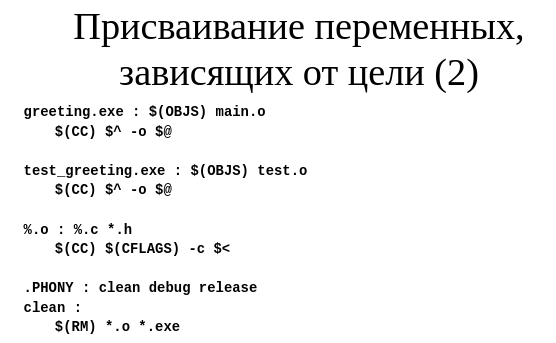 Присваивание переменных,
зависящих от цели (2)
greeting.exe : $(OBJS) main.o
$(CC) $^ -o $@
test_greeting.exe : $(OBJS) test.o
$(CC) $^ -o $@
%.o : %.c *.h
$(CC) $(CFLAGS) -c $<
.PHONY : clean debug release
clean :
$(RM) *.o *.exe